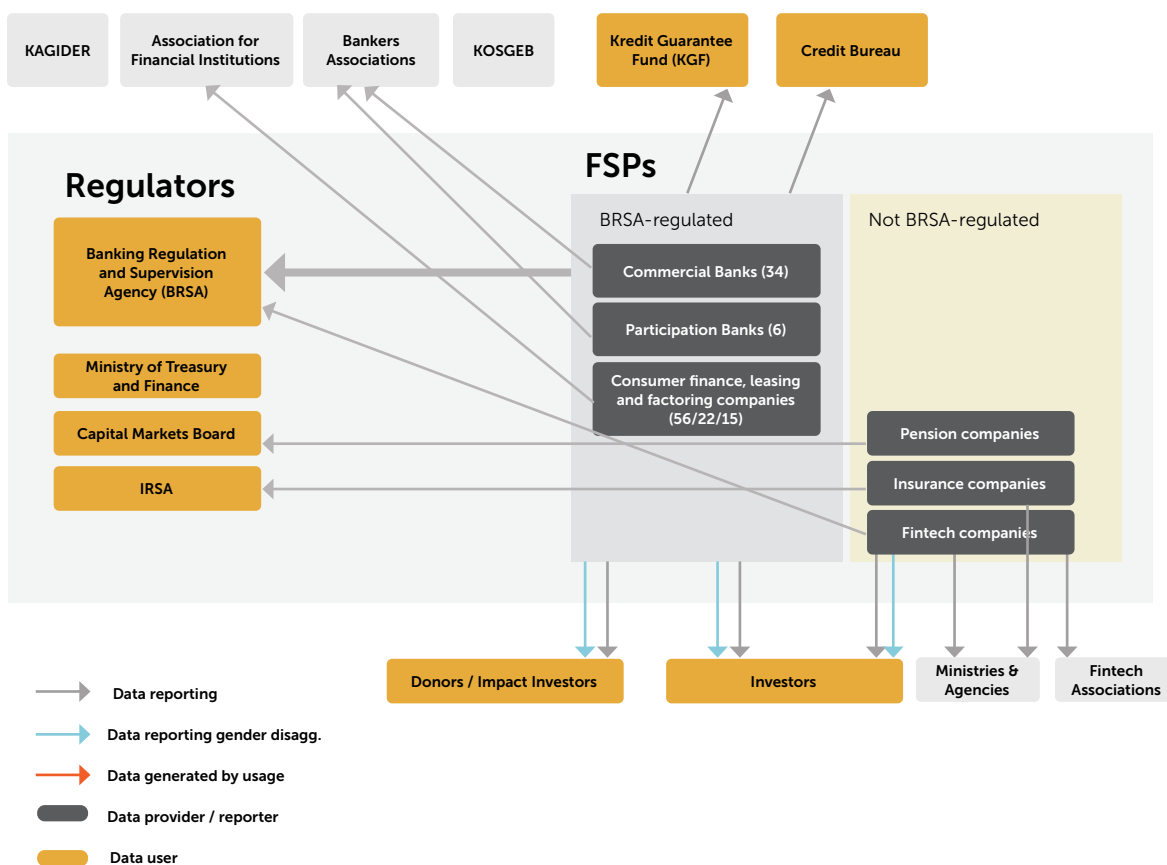 KAGIDER
Association for
Financial Institutions
Bankers
Associations
KOSGEB
Kredit Guarantee
Fund (KGF)
Credit Bureau
Regulators
FSPs
Banking Regulation
and Supervision
Agency (BRSA)
Ministry of Treasury
and Finance
Capital Markets Board
IRSA
BRSA-regulated
Commercial Banks (34)
Participation Banks (6)
Consumer finance, leasing
and factoring companies
(56/22/15)
Not BRSA-regulated
Pension companies
Insurance companies
Fintech companies
Donors / Impact Investors
Investors
Ministries &
Agencies
Fintech
Associations
Data reporting
Data reporting gender disagg.
Data generated by usage
Data provider / reporter
Data user